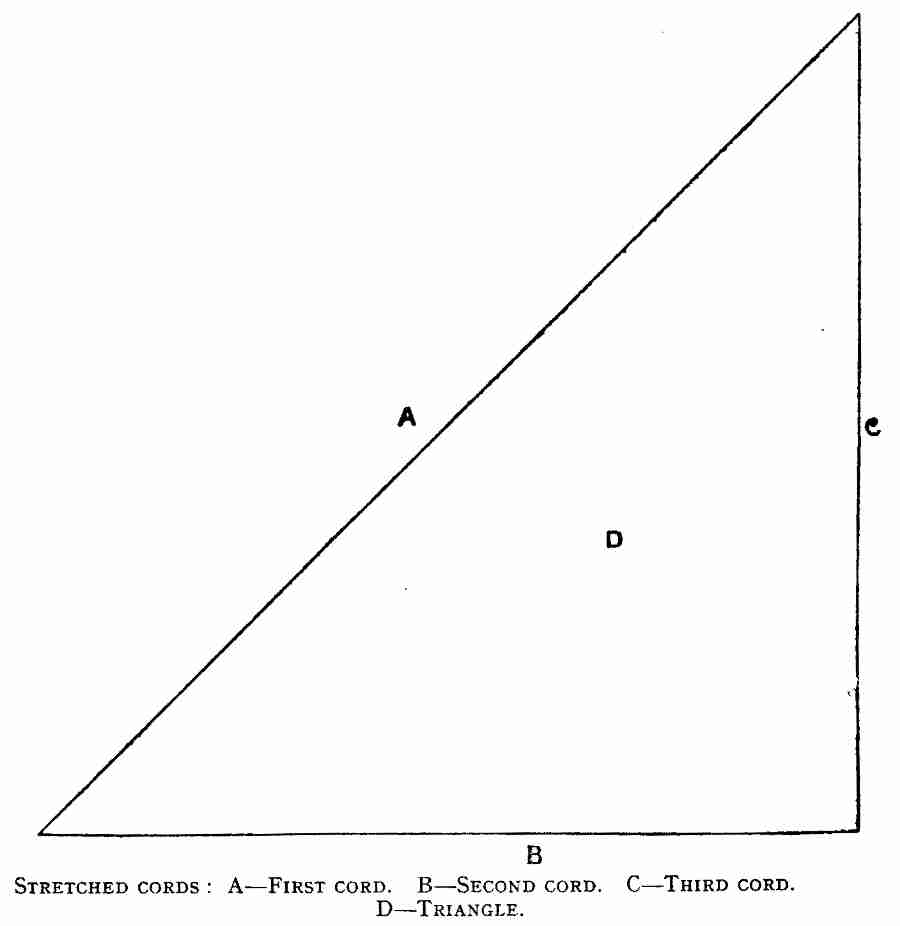 A
C
D
B
STRETCHED CORDS: A—FIRST CORD. B—SECOND CORD. C—THIRD CORD.
D—TRIANGLE.